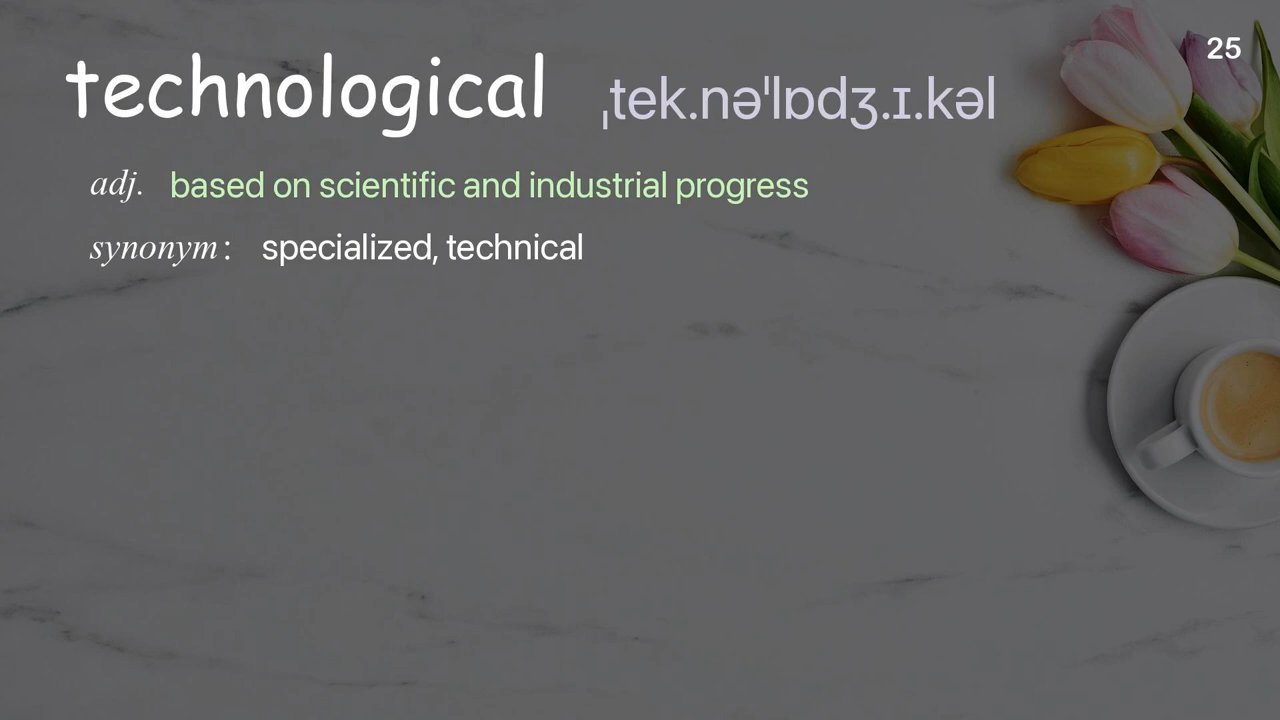 25
technological ˌtek.nəˈlɒdʒ.ɪ.kəl
adj. based on scientific and industrial progress
synonym: specialized, technical